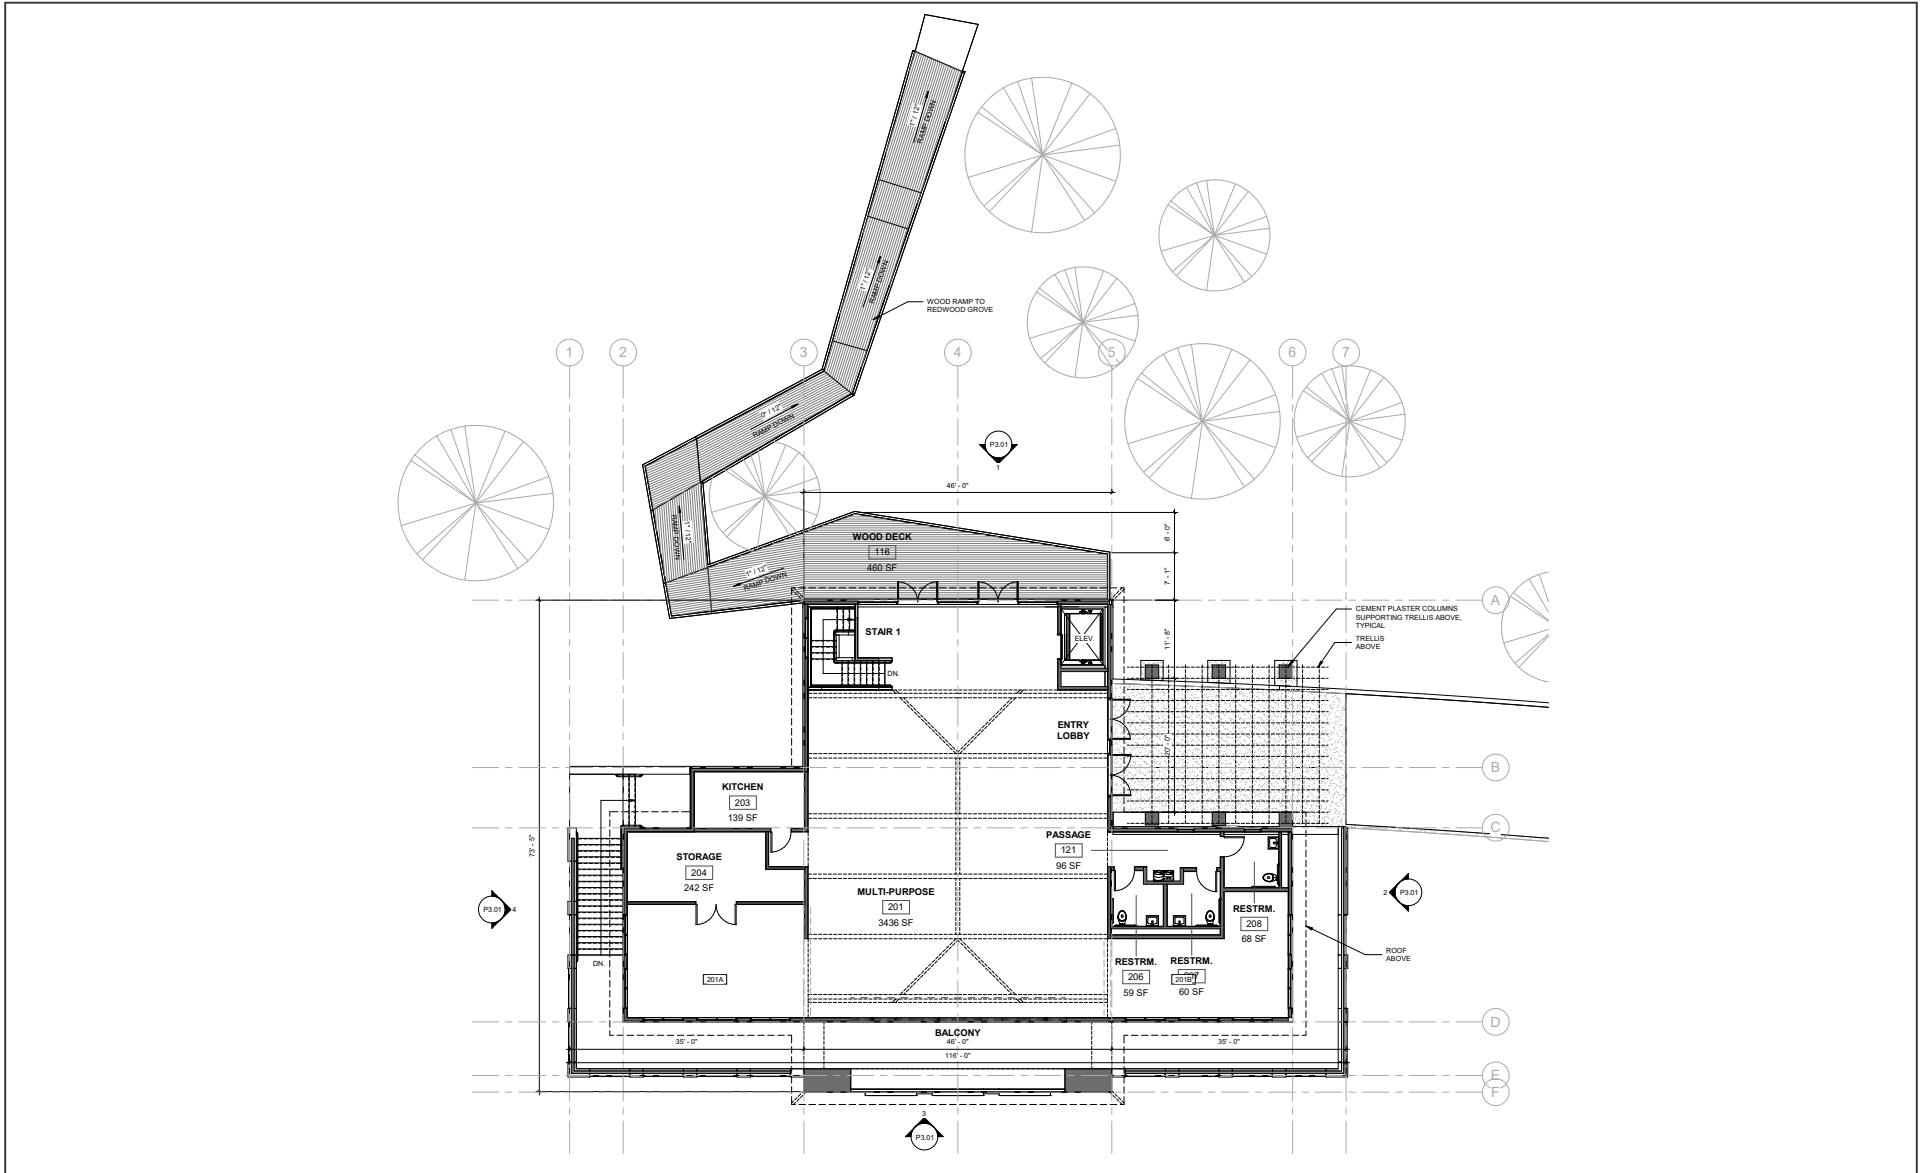 1" / 12"
RAMP DOWN
1" / 12"
RAMP DOWN
WOOD RAMP TO
REDWOOD GROVE
1
2
3
4
5
6
7
0" / 12"
RAMP DOWN
P3.01
1
46' - 0"
6' - 0"
1" / 12"
RAMP DOWN
WOOD DECK
116
460 SF
7' - 1"
1" / 12"
RAMP DOWN
A
CEMENT PLASTER COLUMNS
SUPPORTING TRELLIS ABOVE,
TYPICAL
TRELLIS
ABOVE
STAIR 1
ELEV.
11' - 8"
DN.
ENTRY
LOBBY
20' - 0"
B
KITCHEN
203
139 SF
C
73' - 5"
PASSAGE
121
96 SF
STORAGE
204
242 SF
MULTI-PURPOSE
201
3436 SF
P3.01
4
2
P3.01
RESTRM.
208
68 SF
ROOF
ABOVE
DN.
RESTRM.
206
59 SF
RESTRM.
201B
60 SF
201A
D
BALCONY
35' - 0"
46' - 0"
35' - 0"
116' - 0"
E
F
3
P3.01